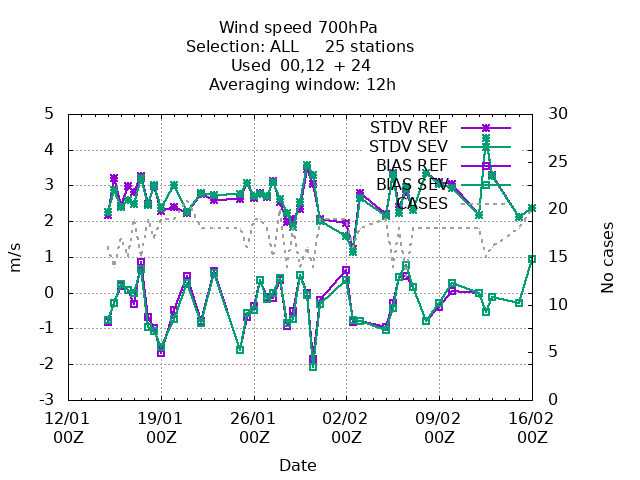 Wind speed 700hPa
Selection: ALL 25 stations
Used 00,12 + 24
Averaging window: 12h
5
4
3
2
1
0
-1
-2
-3
m/s
30
25
20
15
10
5
0
No cases
STDV REF
STDV SEV
BIAS REF
BIAS SEV
CASES
12/01 19/01 26/01 02/02 09/02 16/02
00Z 00Z 00Z 00Z 00Z 00Z
Date